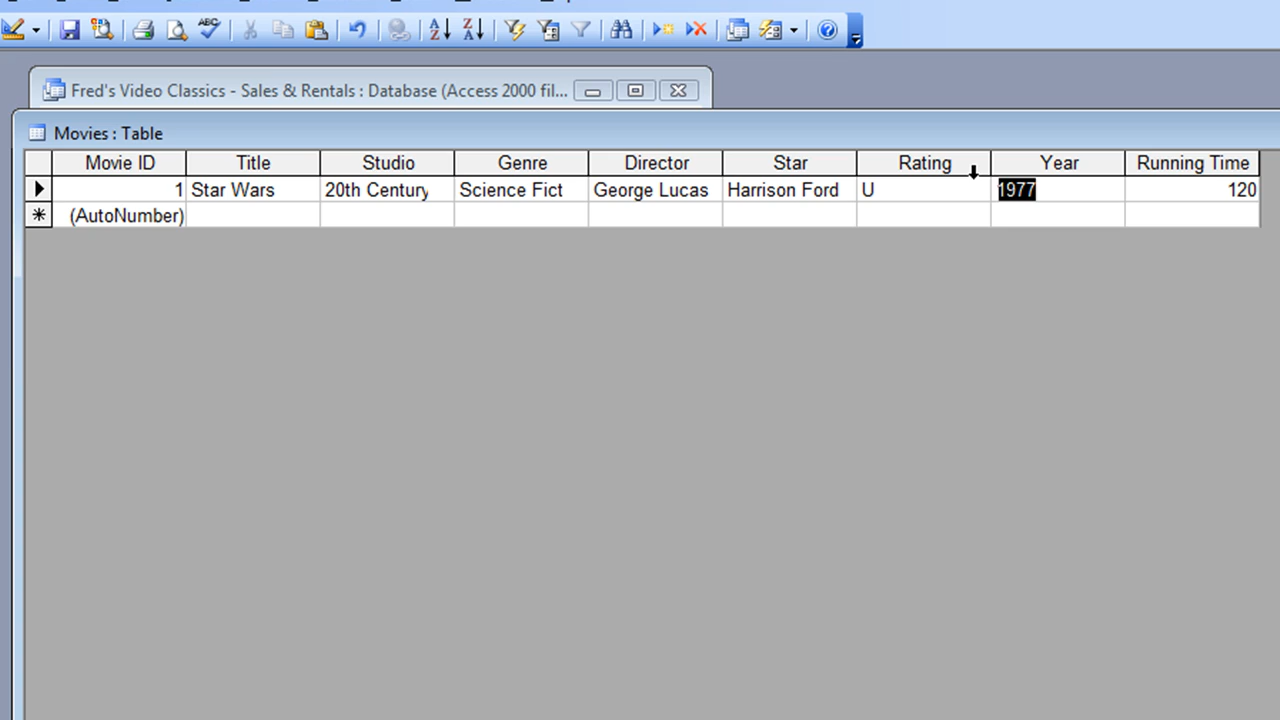 Fred's Video Classics - Sales & Rentals : Database (Access 2000 fil...
Movies : Table
Movie ID Title Studio Genre Director Star Rating Year Running Time
1 Star Wars 20th Century Science Fict George Lucas Harrison Ford U 1977 120
(AutoNumber)